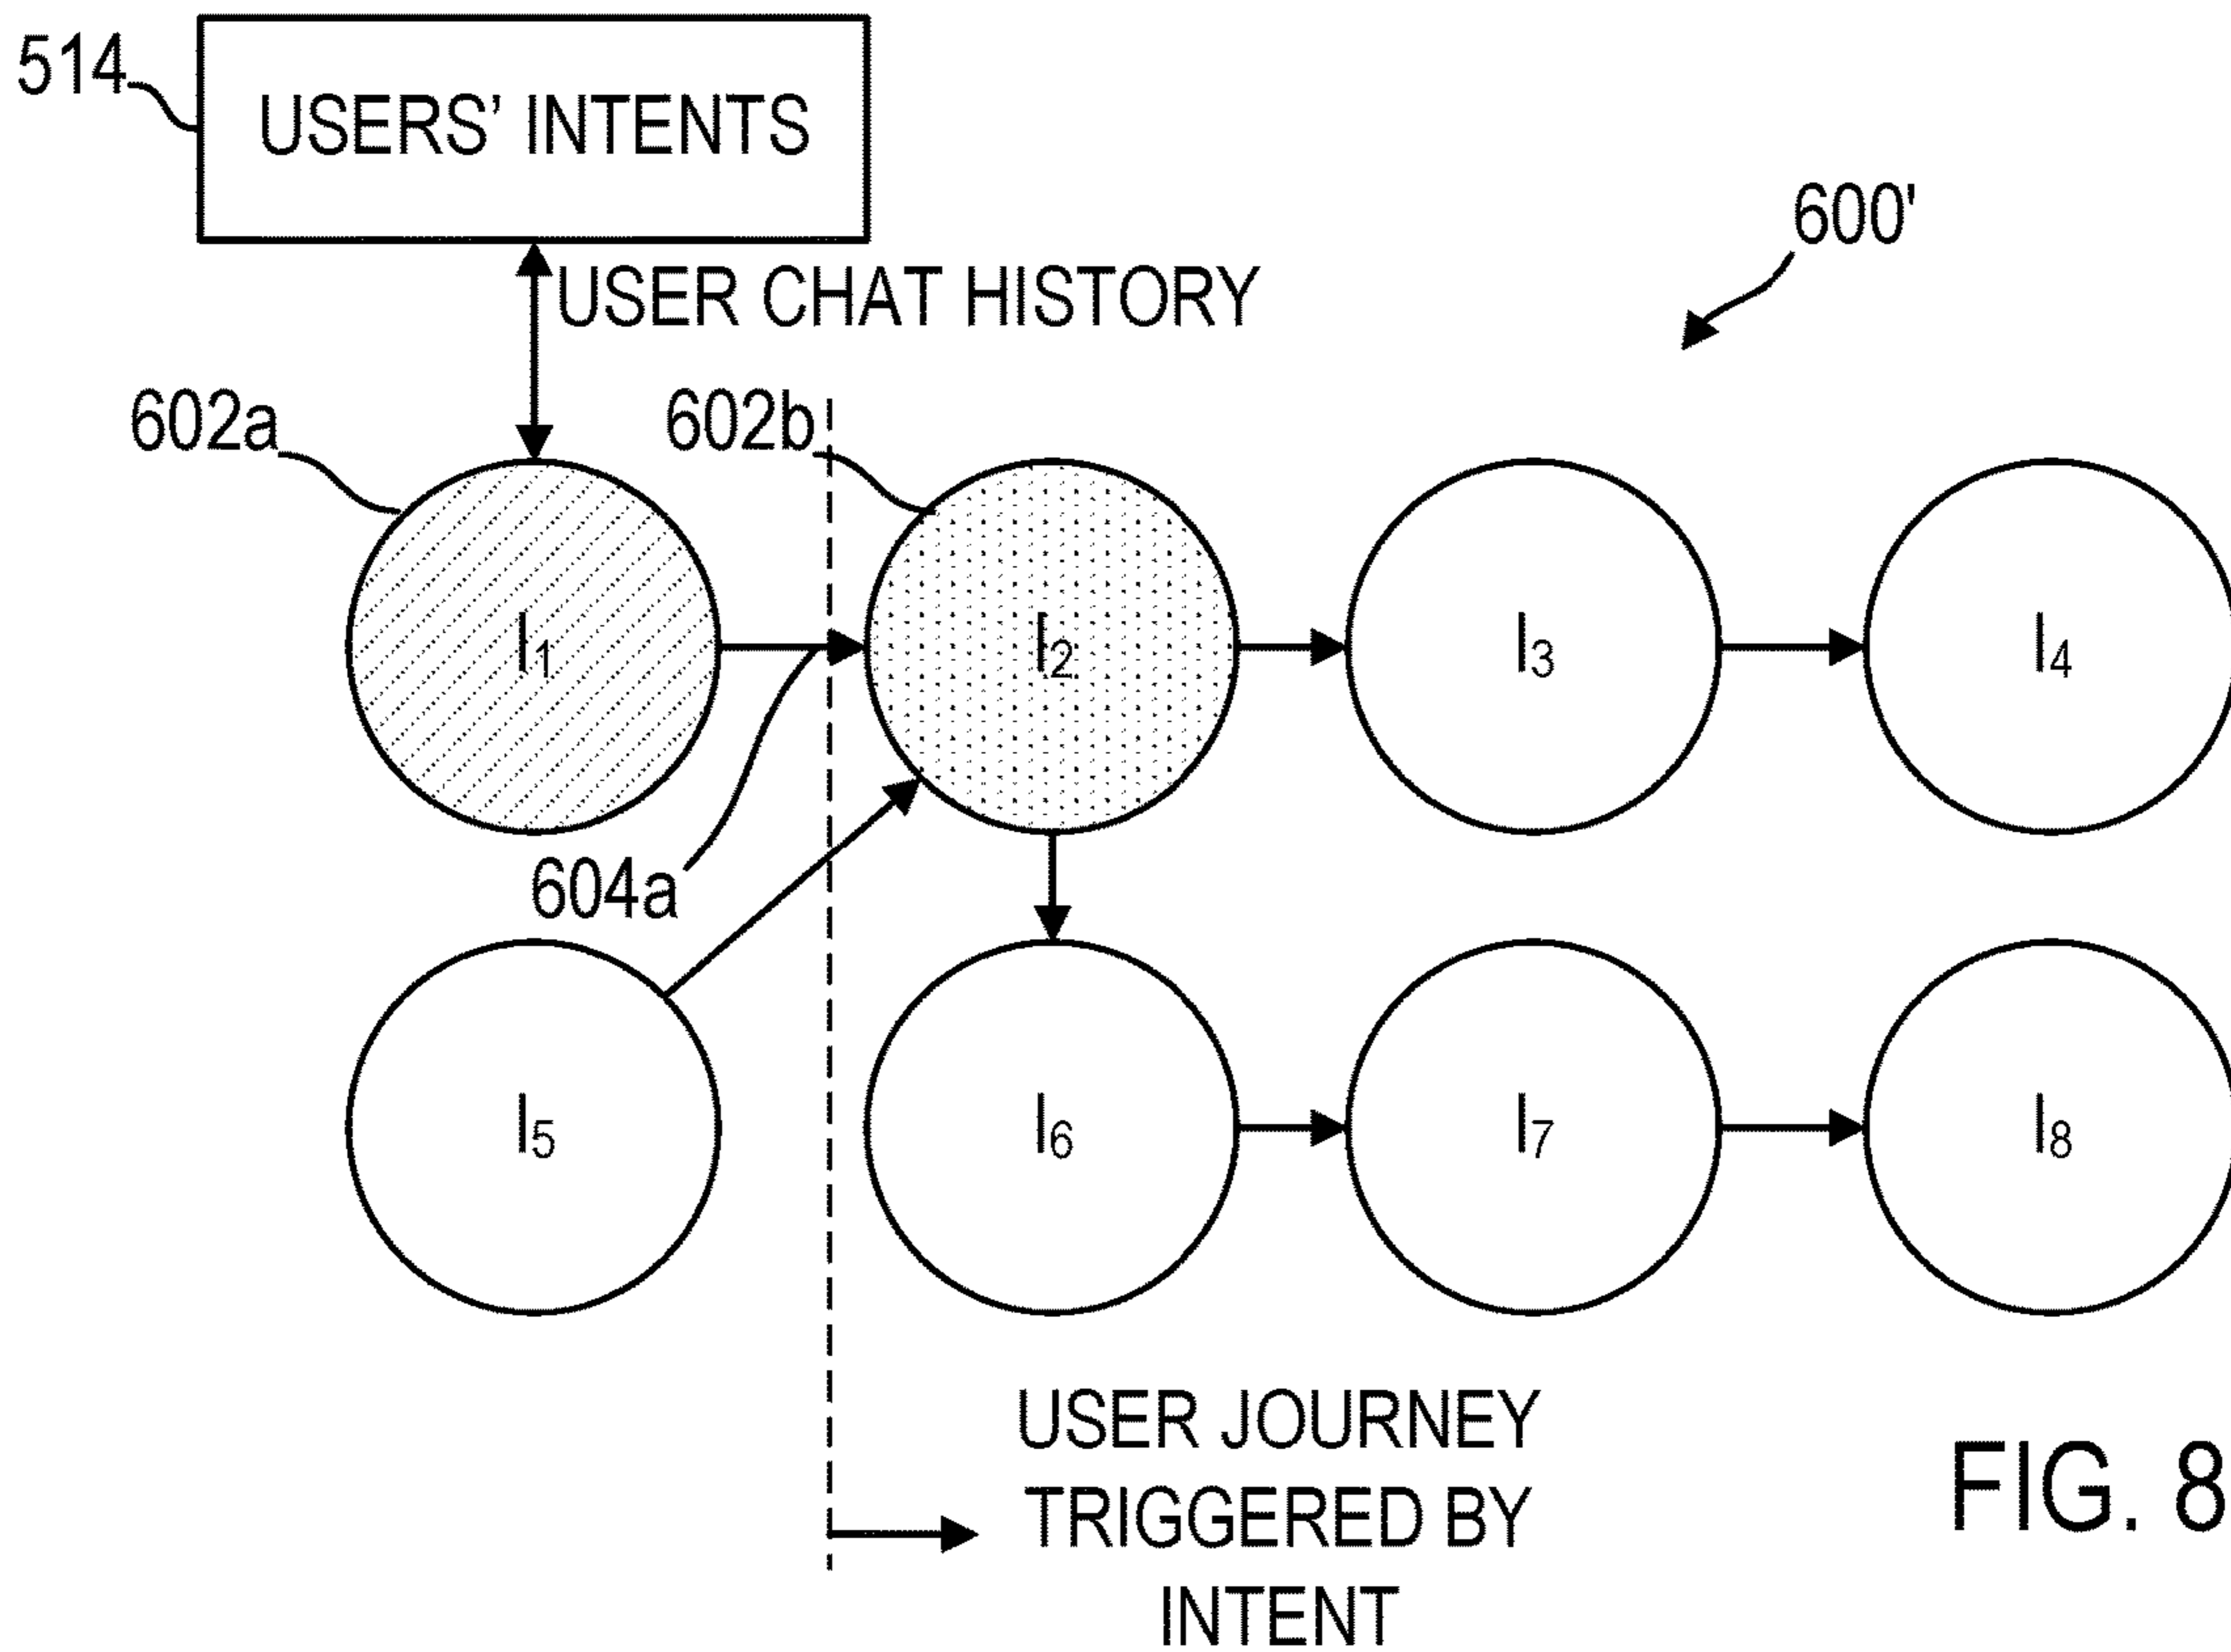 514
USERS' INTENTS
600'
USER CHAT HISTORY
602a
602b
I1
I2
I3
I4
604a
I5
I6
I7
I8
USER JOURNEY
TRIGGERED BY
INTENT
FIG. 8